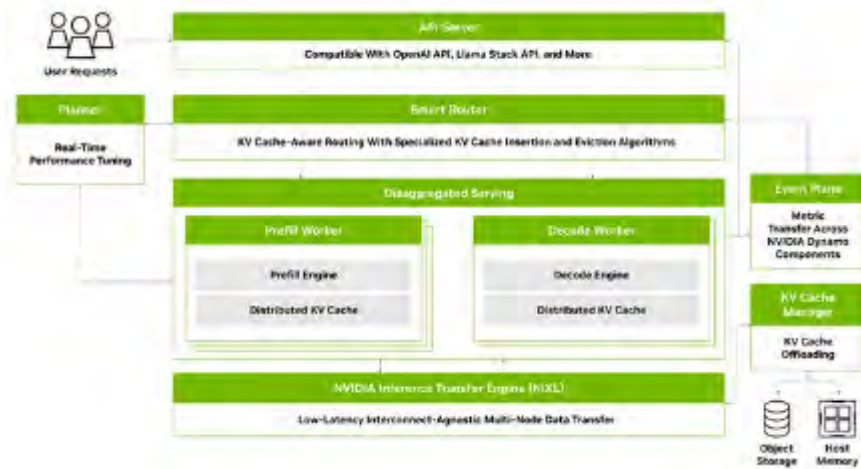 API Server
Compatible With OpenAI API, Llama Stack API, and More
User Requests
Planner
Real-Time
Performance Tuning
Smart Router
KV Cache-Aware Routing With Specialized KV Cache Insertion and Eviction Algorithms
Disaggregated Serving
Prefill Worker
Prefill Engine
Distributed KV Cache
Decode Worker
Decode Engine
Distributed KV Cache
Event Plane
Metric
Transfer Across
NVIDIA Dynamo
Components
KV Cache
Manager
KV Cache
Offloading
Object
Storage
Host
Memory
NVIDIA Inference Transfer Engine (NIXL)
Low-Latency Interconnect-Agnostic Multi-Node Data Transfer